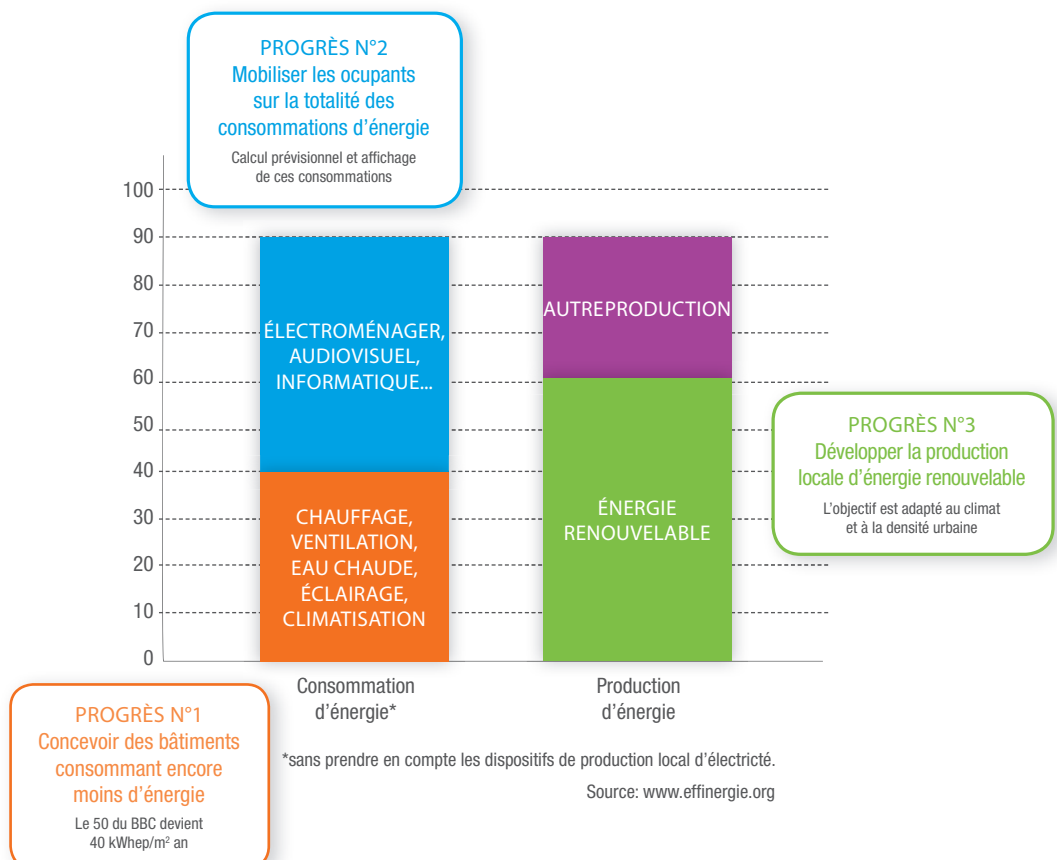 PROGRÈS N°2
Mobiliser les ocupants
sur la totalité des
consommations d’énergie
Calcul prévisionnel et affichage
de ces consommations
100
90
80
70
60
50
40
30
20
10
0
ÉLECTROMÉNAGER,
AUDIOVISUEL,
INFORMATIQUE...
CHAUFFAGE,
VENTILATION,
EAU CHAUDE,
ÉCLAIRAGE,
CLIMATISATION
AUTREPRODUCTION
ÉNERGIE
RENOUVELABLE
PROGRÈS N°3
Développer la production
locale d’énergie renouvelable
L’objectif est adapté au climat
et à la densité urbaine
Consommation
d’énergie*
Production
d’énergie
PROGRÈS N°1
Concevoir des bâtiments
consommant encore
moins d’énergie
Le 50 du BBC devient
40 kWhep/m² an
*sans prendre en compte les dispositifs de production local d’électricté.
Source: www.effinergie.org